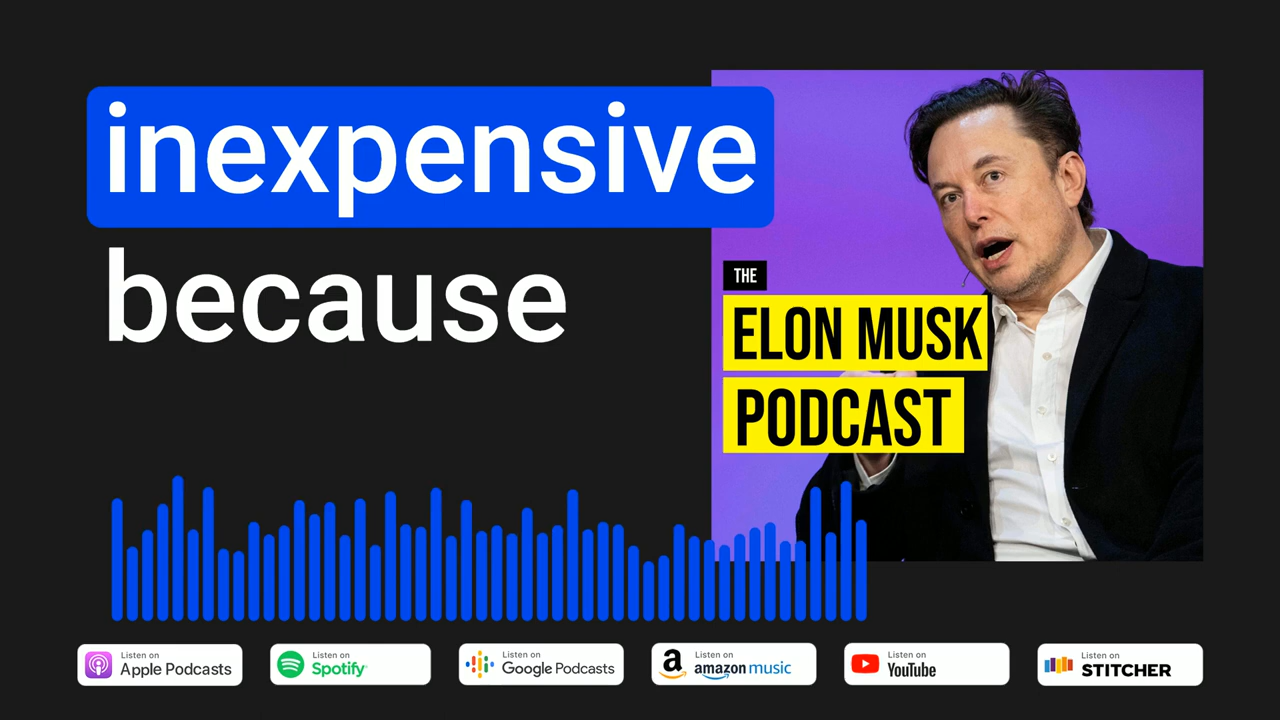 inexpensive
because
THE
ELON MUSK
PODCAST
Listen on
Apple Podcasts
Listen on
Spotify
Listen on
Google Podcasts
a
Listen on
amazon music
Listen on
YouTube
Listen on
STITCHER